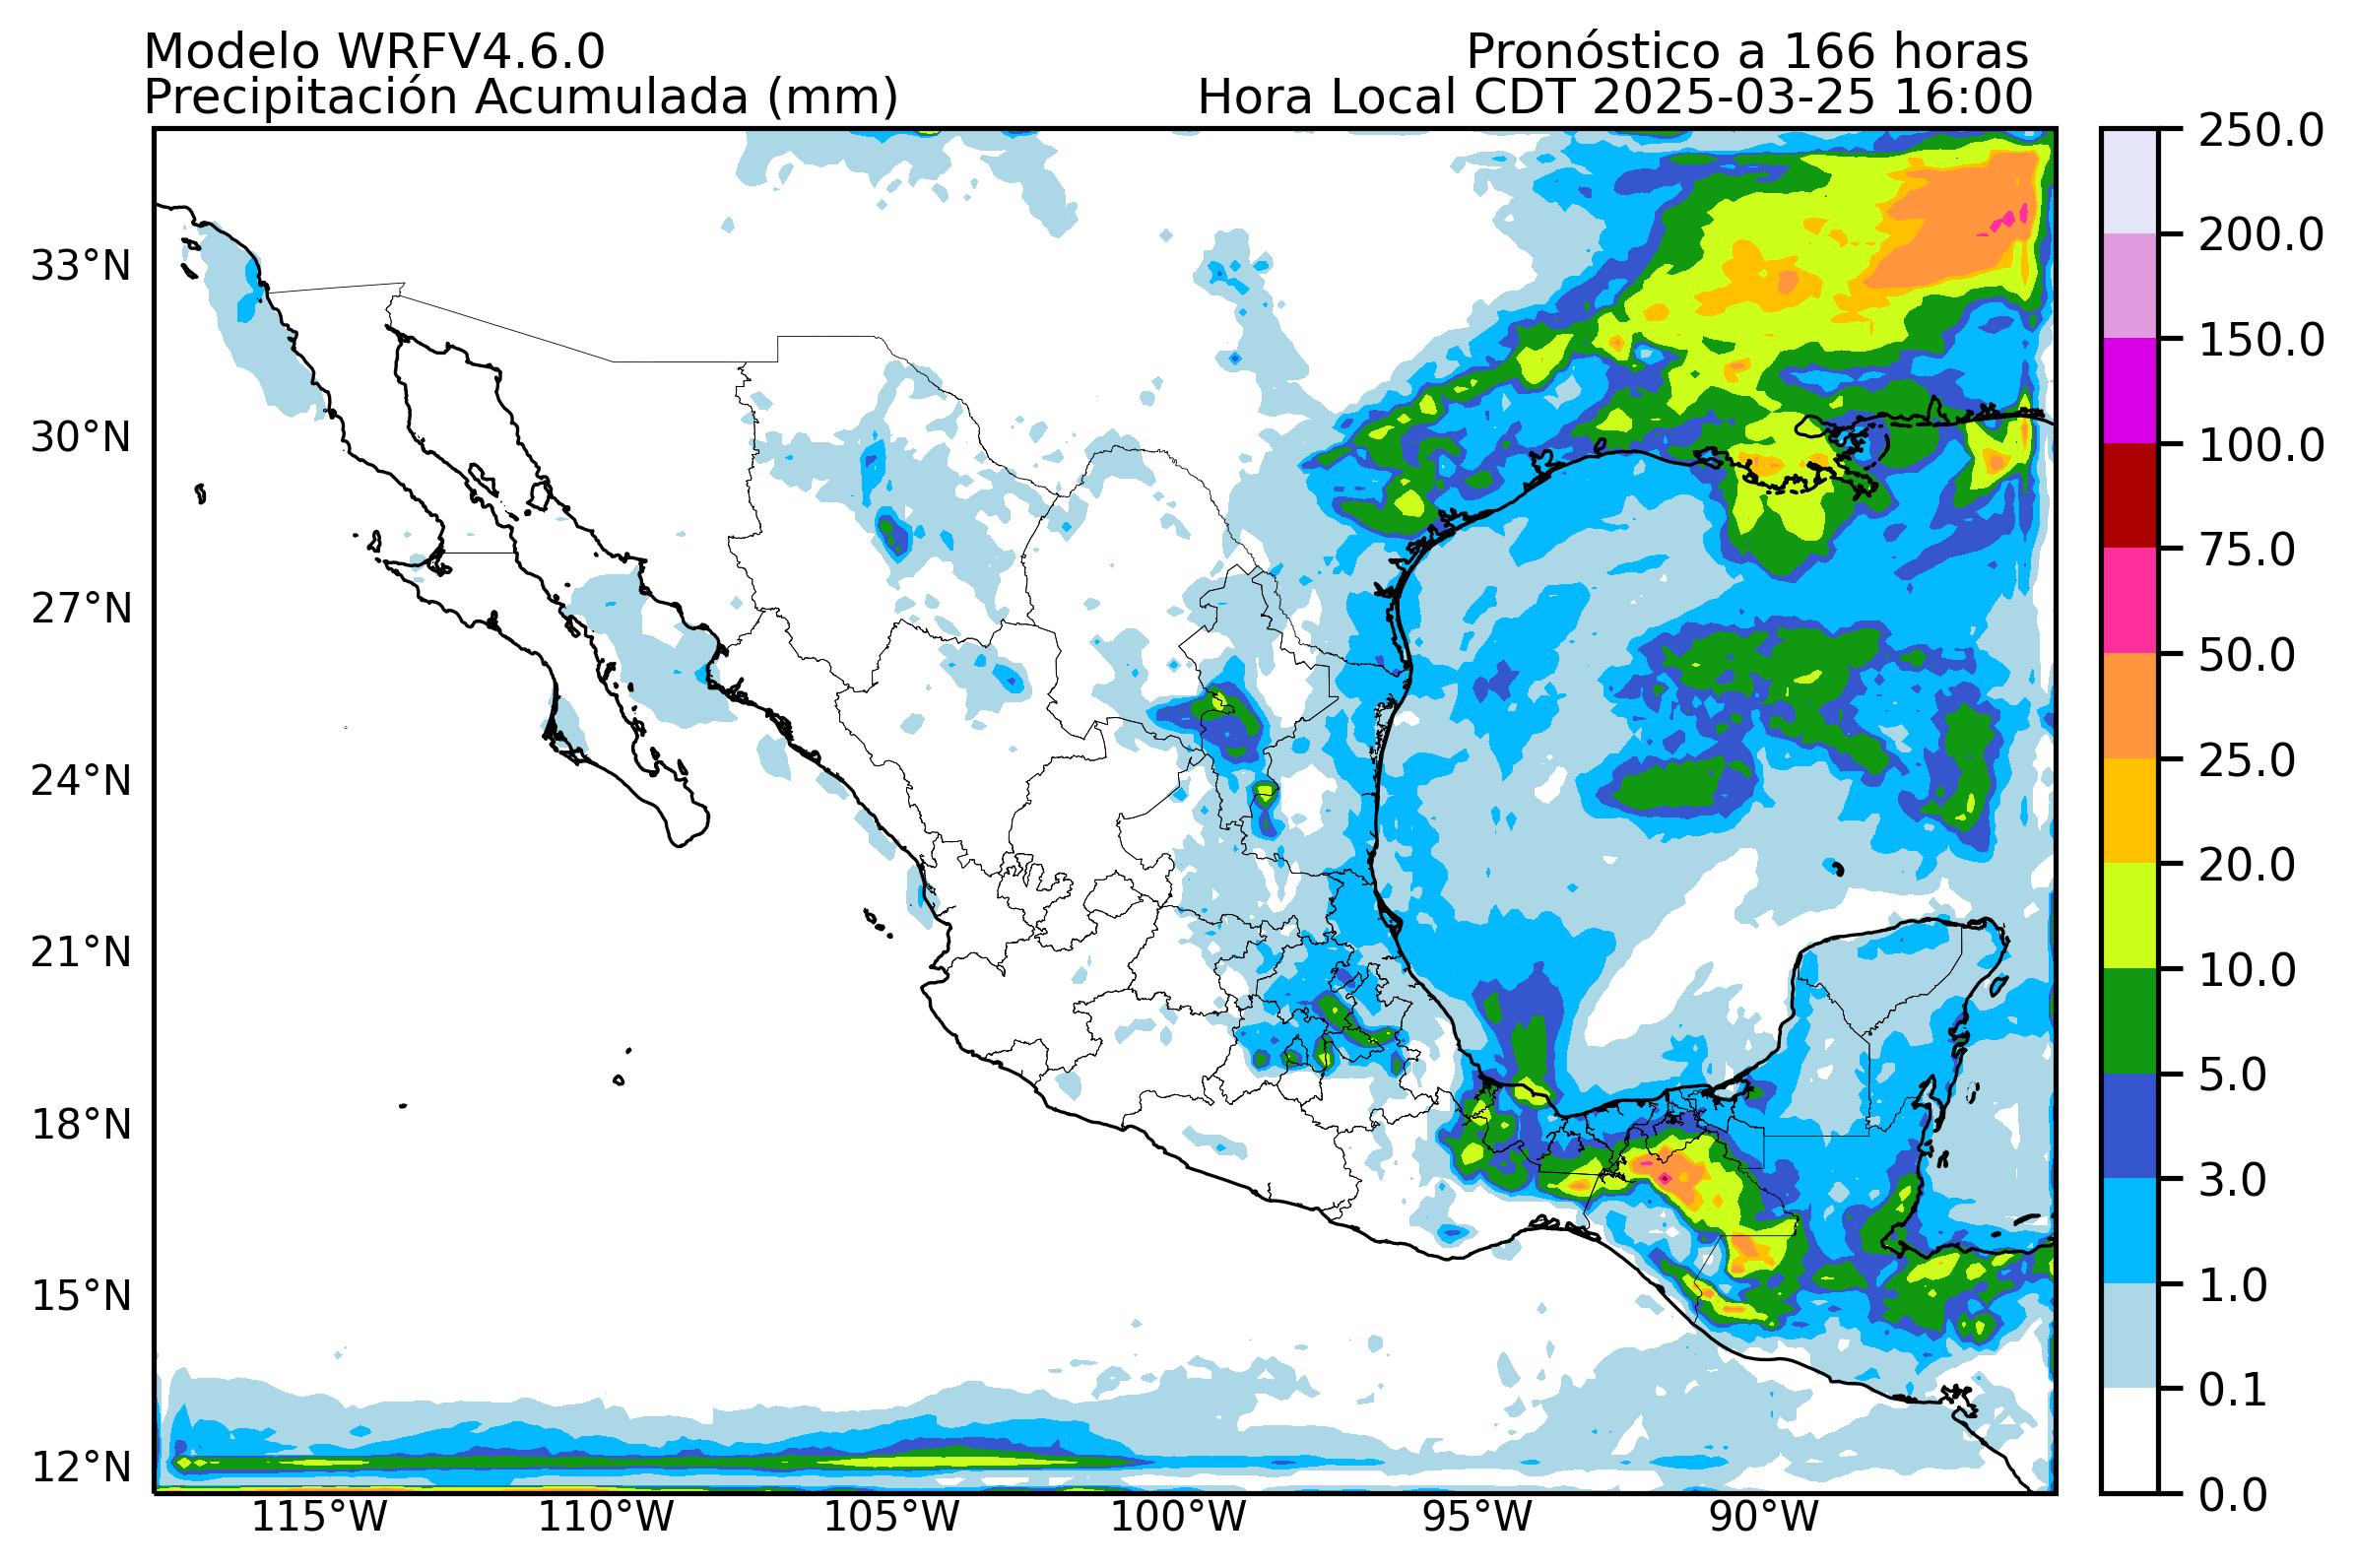 Modelo WRFV4.6.0
Pronóstico a 166 horas
Precipitación Acumulada (mm)
Hora Local CDT 2025-03-25 16:00
33°N
30°N
27°N
24°N
21°N
18°N
15°N
12°N
115°W
110°W
105°W
100°W
95°W
90°W
250.0
200.0
150.0
100.0
75.0
50.0
25.0
20.0
10.0
5.0
3.0
1.0
0.1
0.0